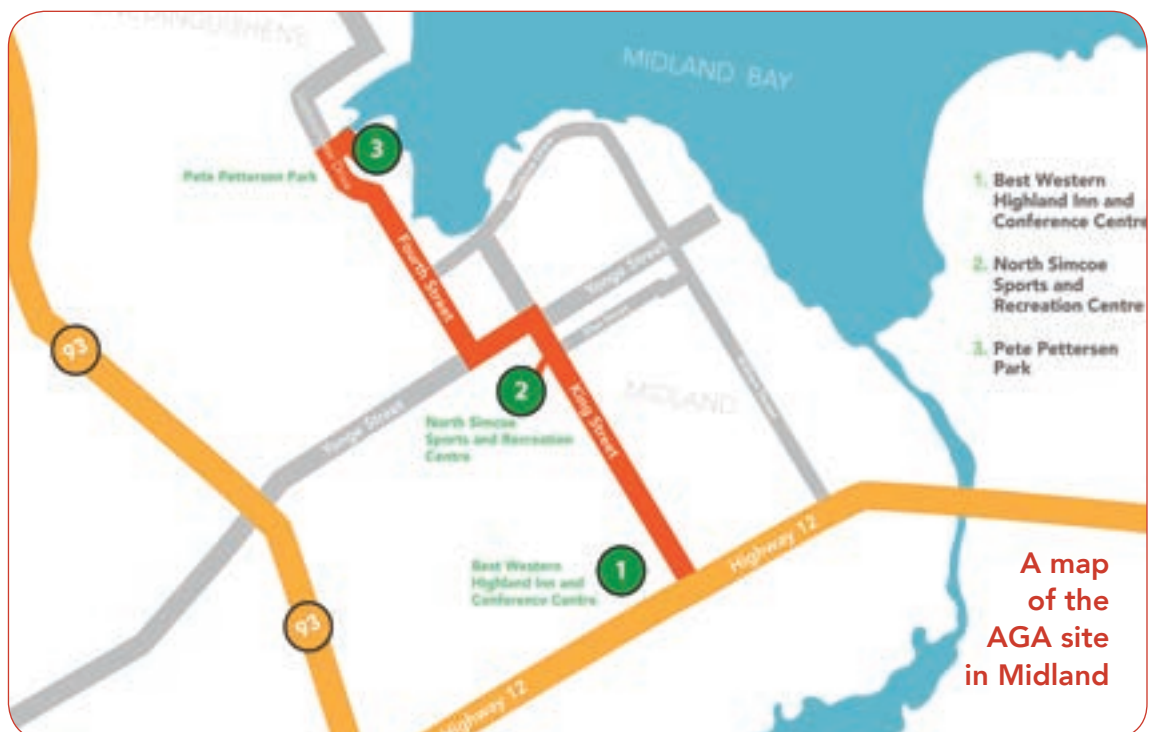 MIDLAND BAY
3
Pete Pettersen Park
Fourth Street
Yonge Street
1. Best Western
Highland Inn and
Conference Centre
2. North Simcoe
Sports and
Recreation Centre
3. Pete Pettersen
Park
93
2
North Simcoe
Sports and Recreation
Centre
King Street
MIDLAND
Yonge Street
Best Western
Highland Inn and
Conference Centre
1
Highway 12
93
Highway 12
A map
of the
AGA site
in Midland